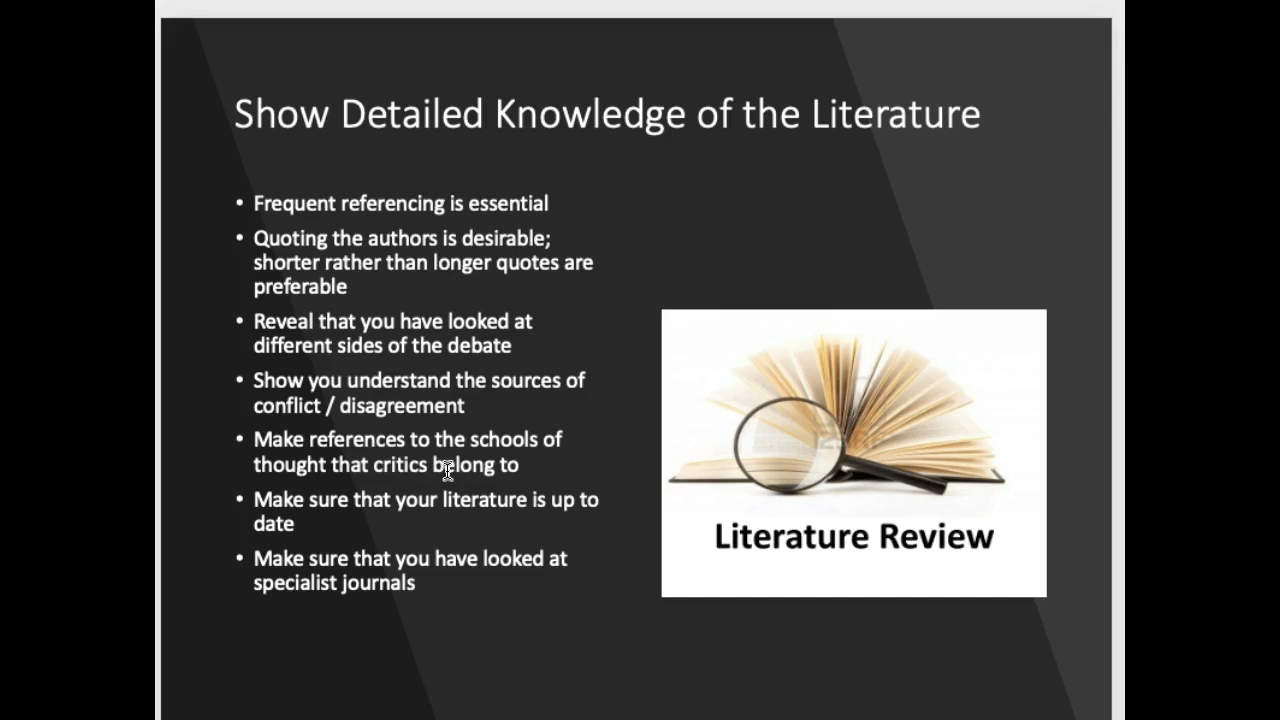 Show Detailed Knowledge of the Literature
• Frequent referencing is essential
• Quoting the authors is desirable;
shorter rather than longer quotes are
preferable
• Reveal that you have looked at
different sides of the debate
• Show you understand the sources of
conflict / disagreement
• Make references to the schools of
thought that critics belong to
• Make sure that your literature is up to
date
• Make sure that you have looked at
specialist journals
Literature Review